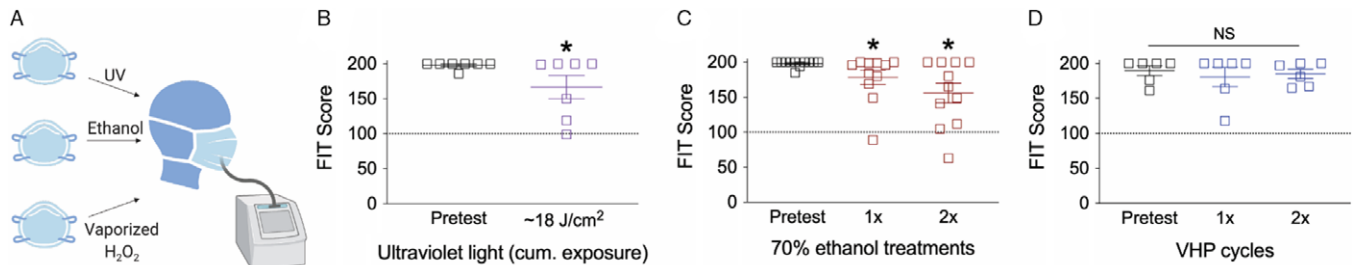 A
UV
Ethanol
Vaporized
H₂O₂
B
FIT Score
200
150
100
50
0
*
Pretest
~18 J/cm²
Ultraviolet light (cum. exposure)
C
FIT Score
200
150
100
50
0
*
*
Pretest
1x
2x
70% ethanol treatments
D
FIT Score
200
150
100
50
0
NS
Pretest
1x
2x
VHP cycles